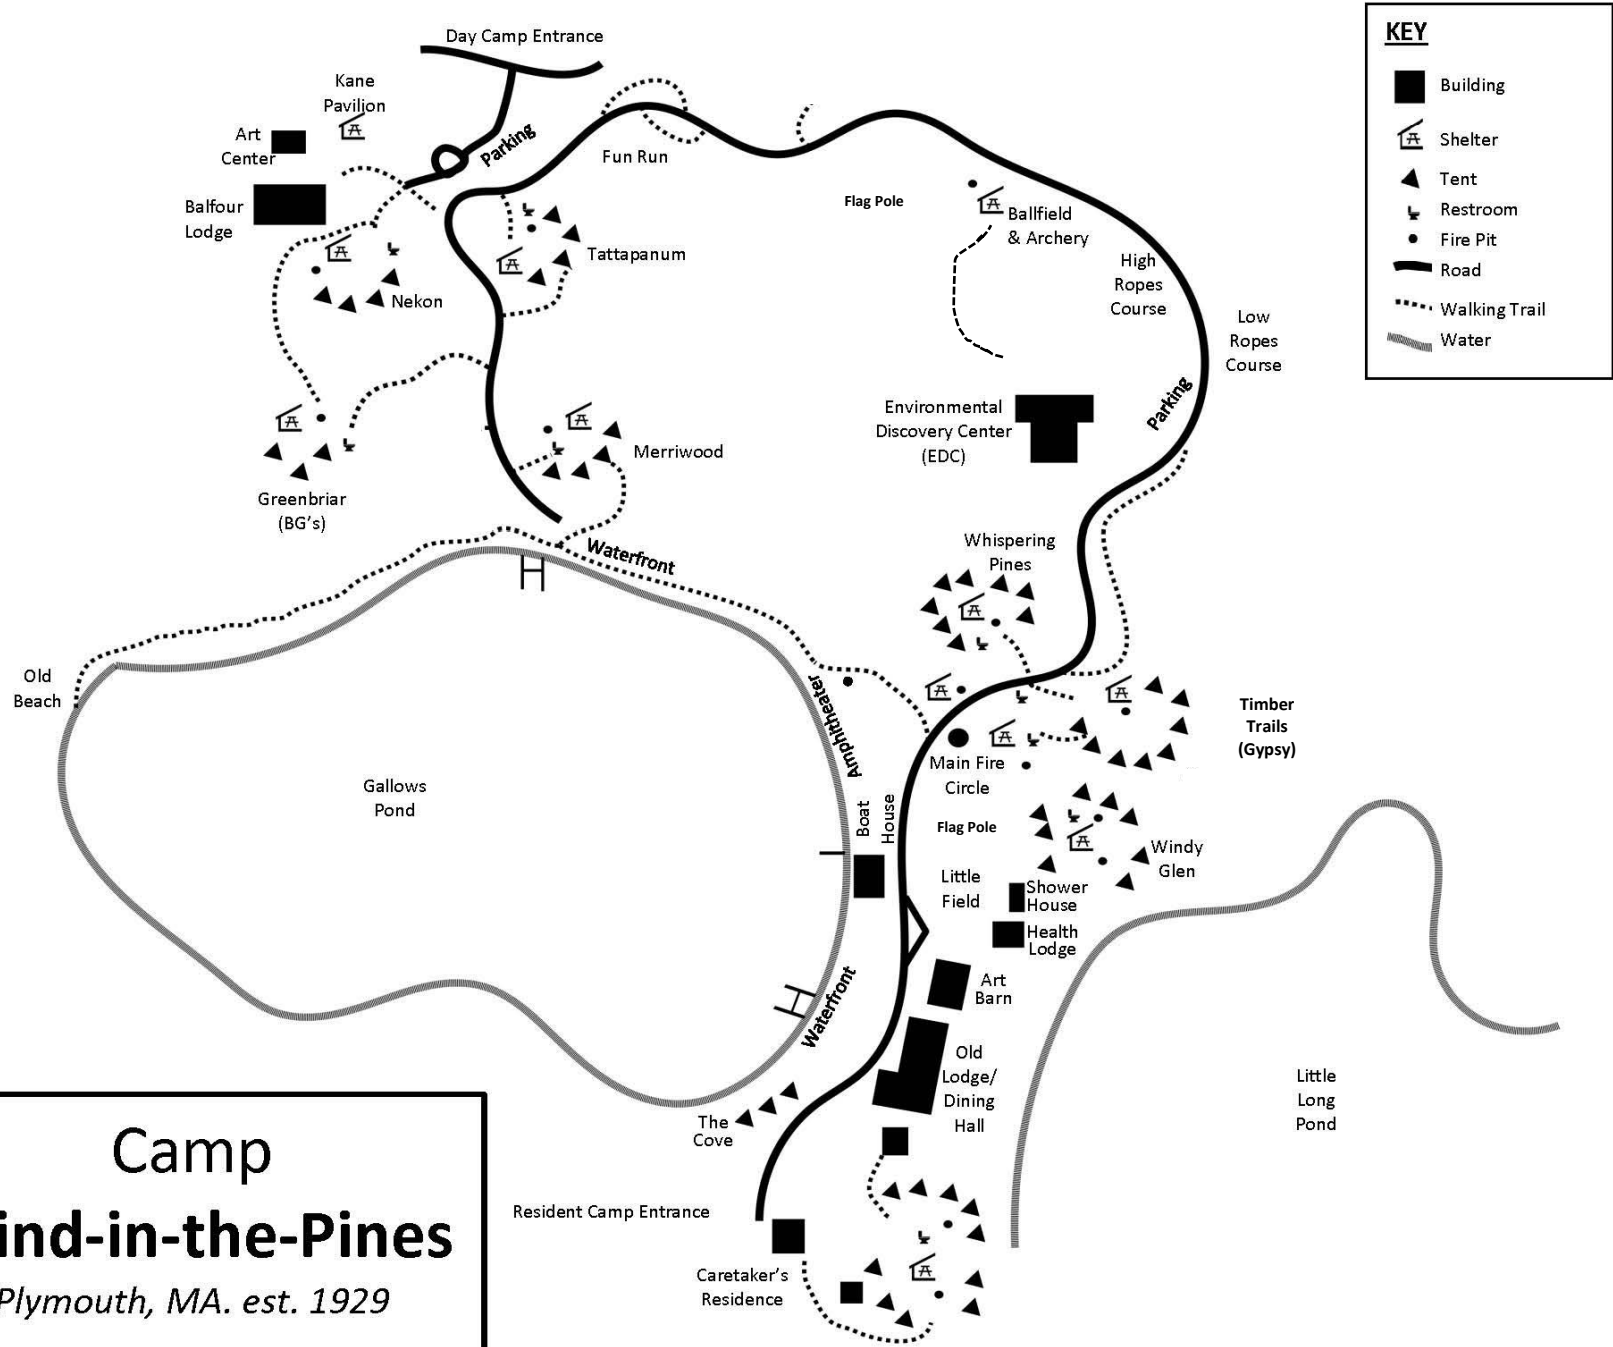 Day Camp Entrance
Kane
Pavilion
Art
Center
Parking
Balfour
Lodge
Fun Run
Flag Pole
Ballfield
& Archery
Tattapanum
Nekon
High
Ropes
Course
Low
Ropes
Course
Parking
Environmental
Discovery Center
(EDC)
Merriwood
Greenbriar
(BG's)
Waterfront
Whispering
Pines
Old
Beach
Amphitheater
Timber
Trails
(Gypsy)
Main Fire
Circle
Gallows
Pond
Boat
House
Flag Pole
Windy
Glen
Little
Field
Shower
House
Health
Lodge
Art
Barn
Waterfront
Old
Lodge/
Dining
Hall
Little
Long
Pond
The
Cove
Resident Camp Entrance
Caretaker's
Residence
KEY
Building
Shelter
Tent
Restroom
Fire Pit
Road
Walking Trail
Water
Camp
ind-in-the-Pines
Plymouth, MA. est. 1929